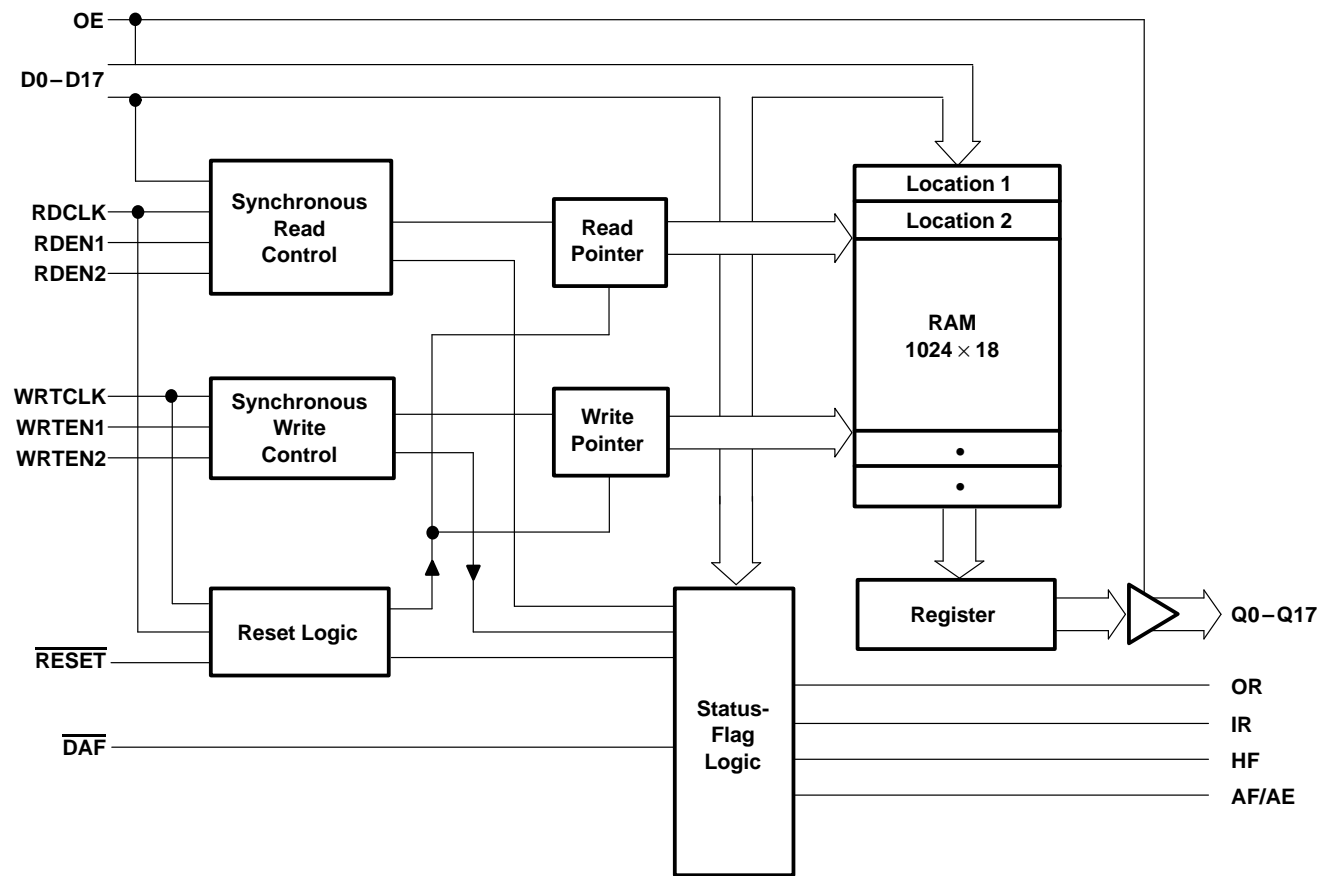 OE
D0–D17
RDCLK
RDEN1
RDEN2
Synchronous
Read
Control
Read
Pointer
Location 1
Location 2
RAM
1024 × 18
WRTCLK
WRTEN1
WRTEN2
Synchronous
Write
Control
Write
Pointer
Reset Logic
RESET
DAF
Status-
Flag
Logic
Register
Q0–Q17
OR
IR
HF
AF/AE